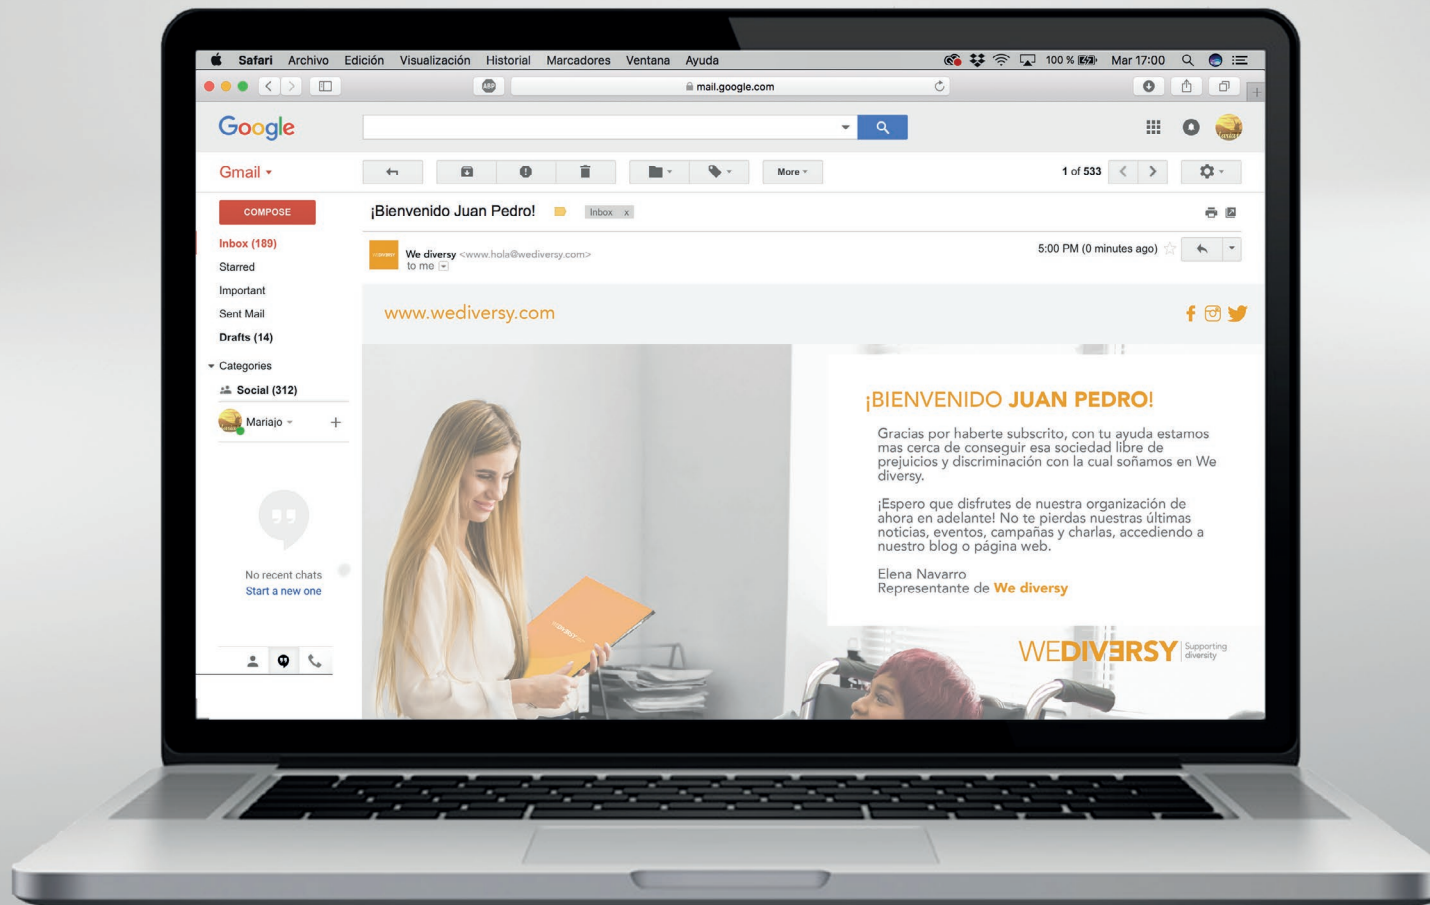 Safari Archivo Edición Visualización Historial Marcadores Ventana Ayuda 100 % Mar 17:00
ABP mail.google.com
Google
Gmail More 1 of 533
COMPOSE ¡Bienvenido Juan Pedro! Inbox x
Inbox (189)
Starred
Important
Sent Mail
Drafts (14)
Categories
Social (312)
Mariajo
No recent chats
Start a new one
We diversy <www.hola@wediversy.com> 5:00 PM (0 minutes ago)
to me
www.wediversy.com
¡BIENVENIDO JUAN PEDRO!
Gracias por haberte subscrito, con tu ayuda estamos
mas cerca de conseguir esa sociedad libre de
prejuicios y discriminación con la cual soñamos en We
diversy.
¡Espero que disfrutes de nuestra organización de
ahora en adelante! No te pierdas nuestras últimas
noticias, eventos, campañas y charlas, accediendo a
nuestro blog o página web.
Elena Navarro
Representante de We diversy
WEDIVERSY
WEDIVERSY Supporting
diversity